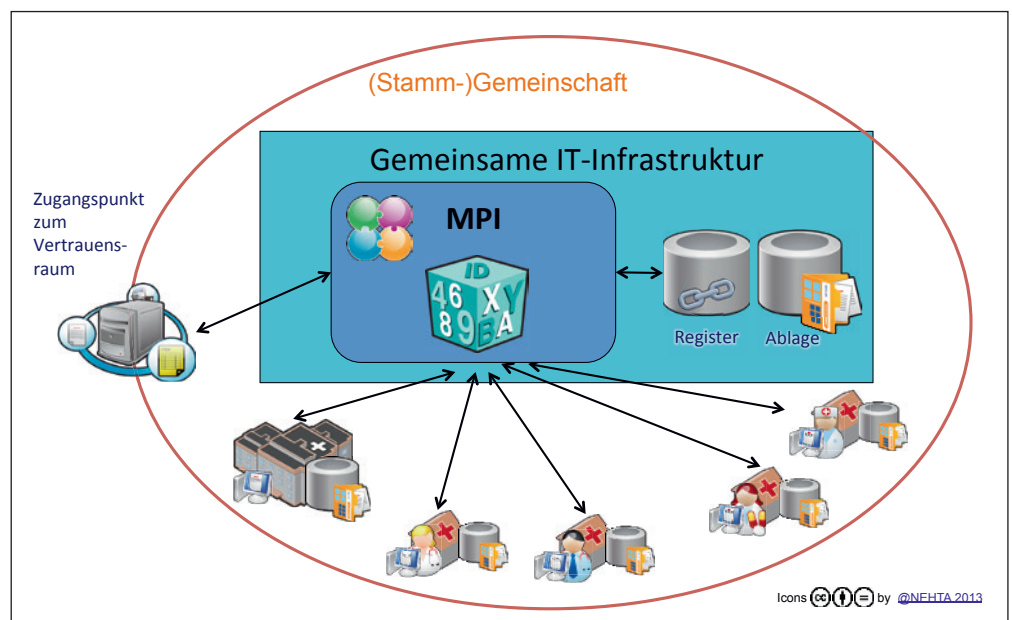 (Stamm-)Gemeinschaft
Gemeinsame IT-Infrastruktur
Zugangspunkt
zum
Vertrauens-
raum
MPI
ID
46 XY
89 BA
Register Ablage
Icons cc by @NEHTA 2013